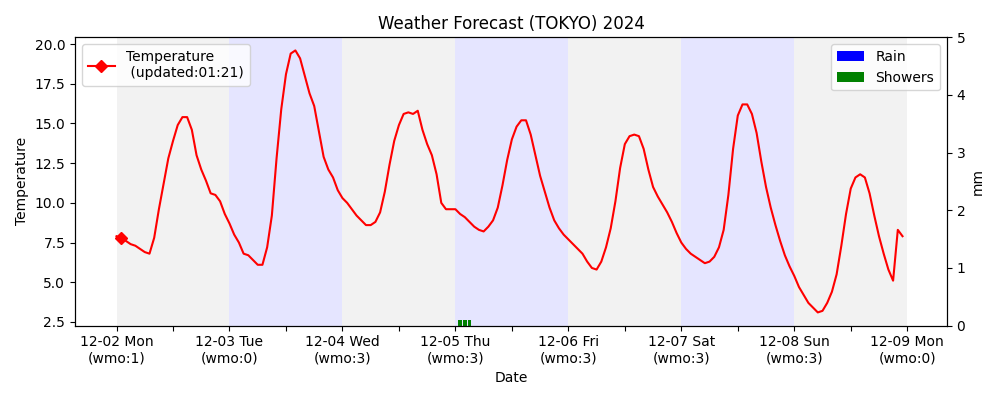 Weather Forecast (TOKYO) 2024
Temperature
(updated:01:21)
Rain
Showers
20.0
17.5
15.0
12.5
10.0
7.5
5.0
2.5
Temperature
5
4
3
2
1
0
mm
12-02 Mon 12-03 Tue 12-04 Wed 12-05 Thu 12-06 Fri 12-07 Sat 12-08 Sun 12-09 Mon
(wmo:1) (wmo:0) (wmo:3) (wmo:3) (wmo:3) (wmo:3) (wmo:3) (wmo:0)
Date